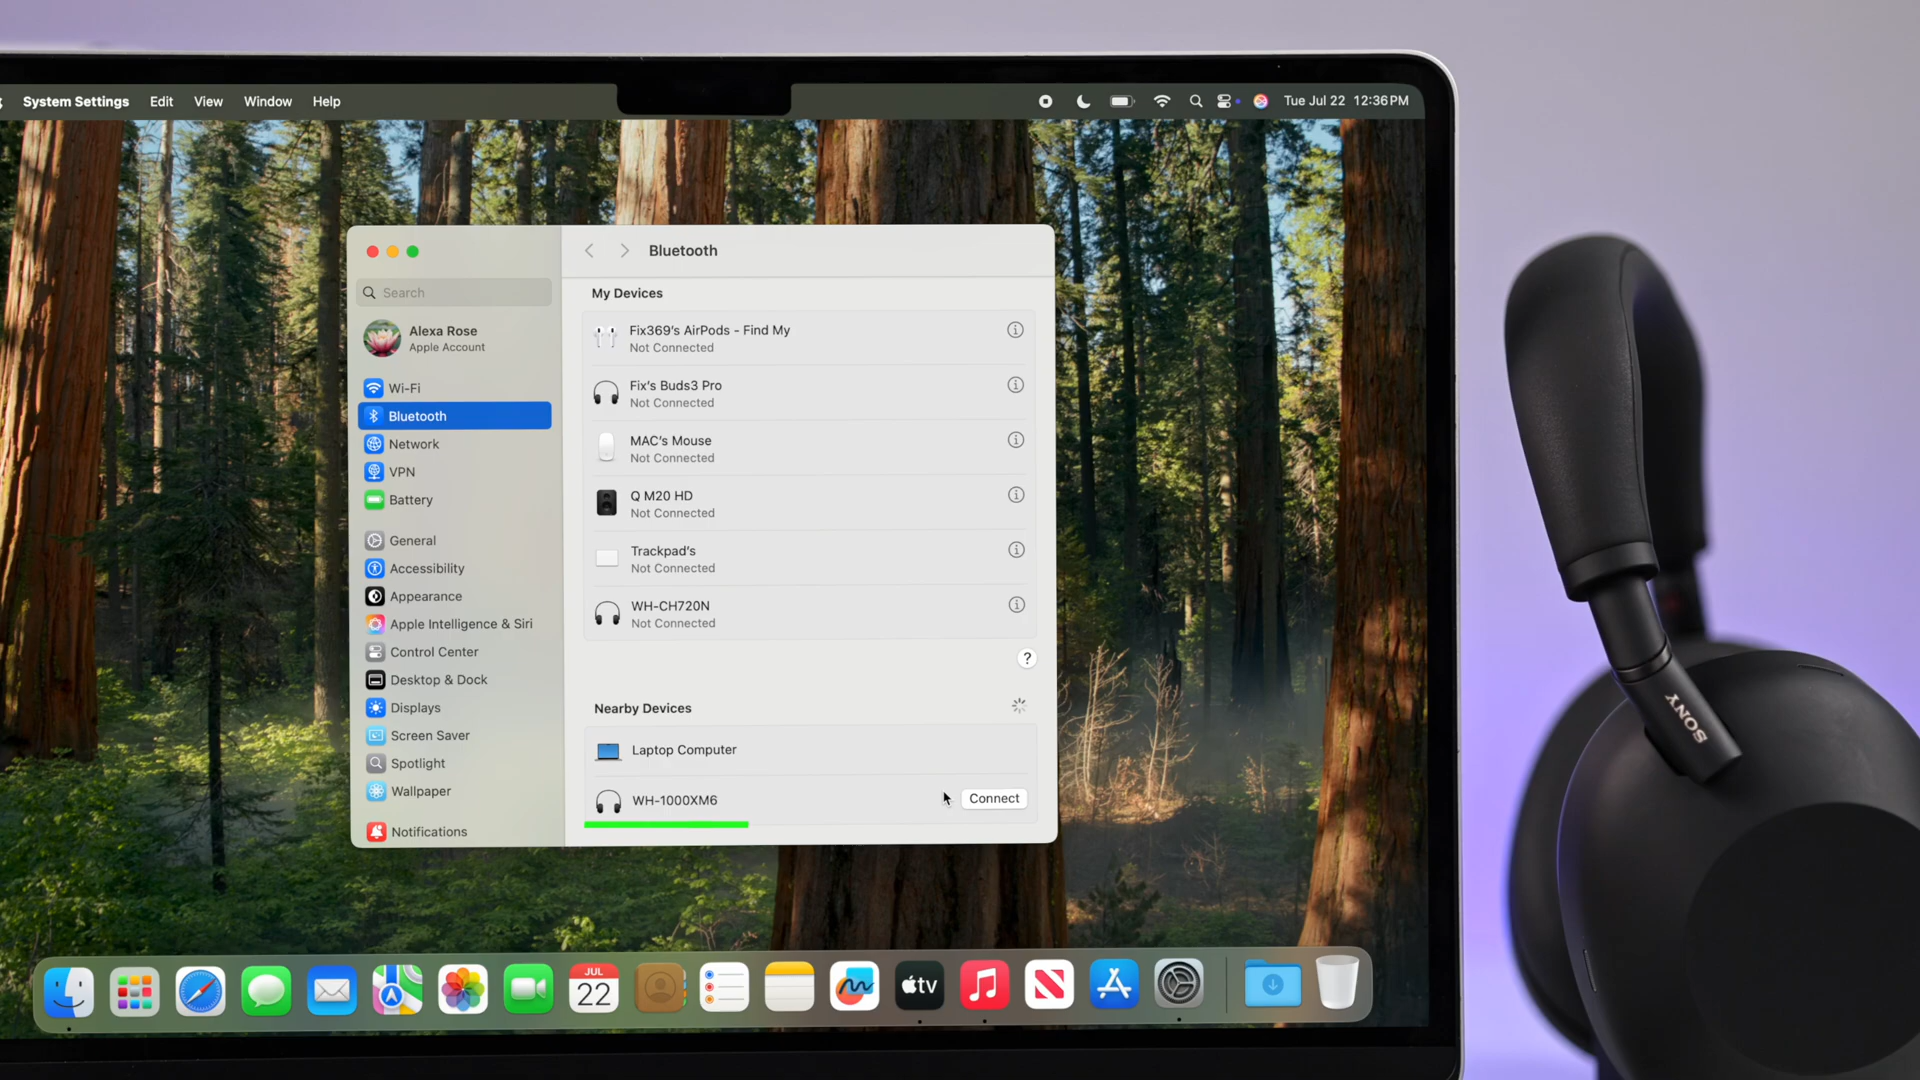 System Settings Edit View Window Help Tue Jul 22 12:36 PM
Bluetooth
Search
Alexa Rose
Apple Account
Wi-Fi
Bluetooth
Network
VPN
Battery
General
Accessibility
Appearance
Apple Intelligence & Siri
Control Center
Desktop & Dock
Displays
Screen Saver
Spotlight
Wallpaper
Notifications
My Devices
Fix369's AirPods - Find My
Not Connected
Fix's Buds3 Pro
Not Connected
MAC's Mouse
Not Connected
Q M20 HD
Not Connected
Trackpad's
Not Connected
WH-CH720N
Not Connected
?
Nearby Devices
Laptop Computer
WH-1000XM6 Connect
JUL
22
tv
SONY